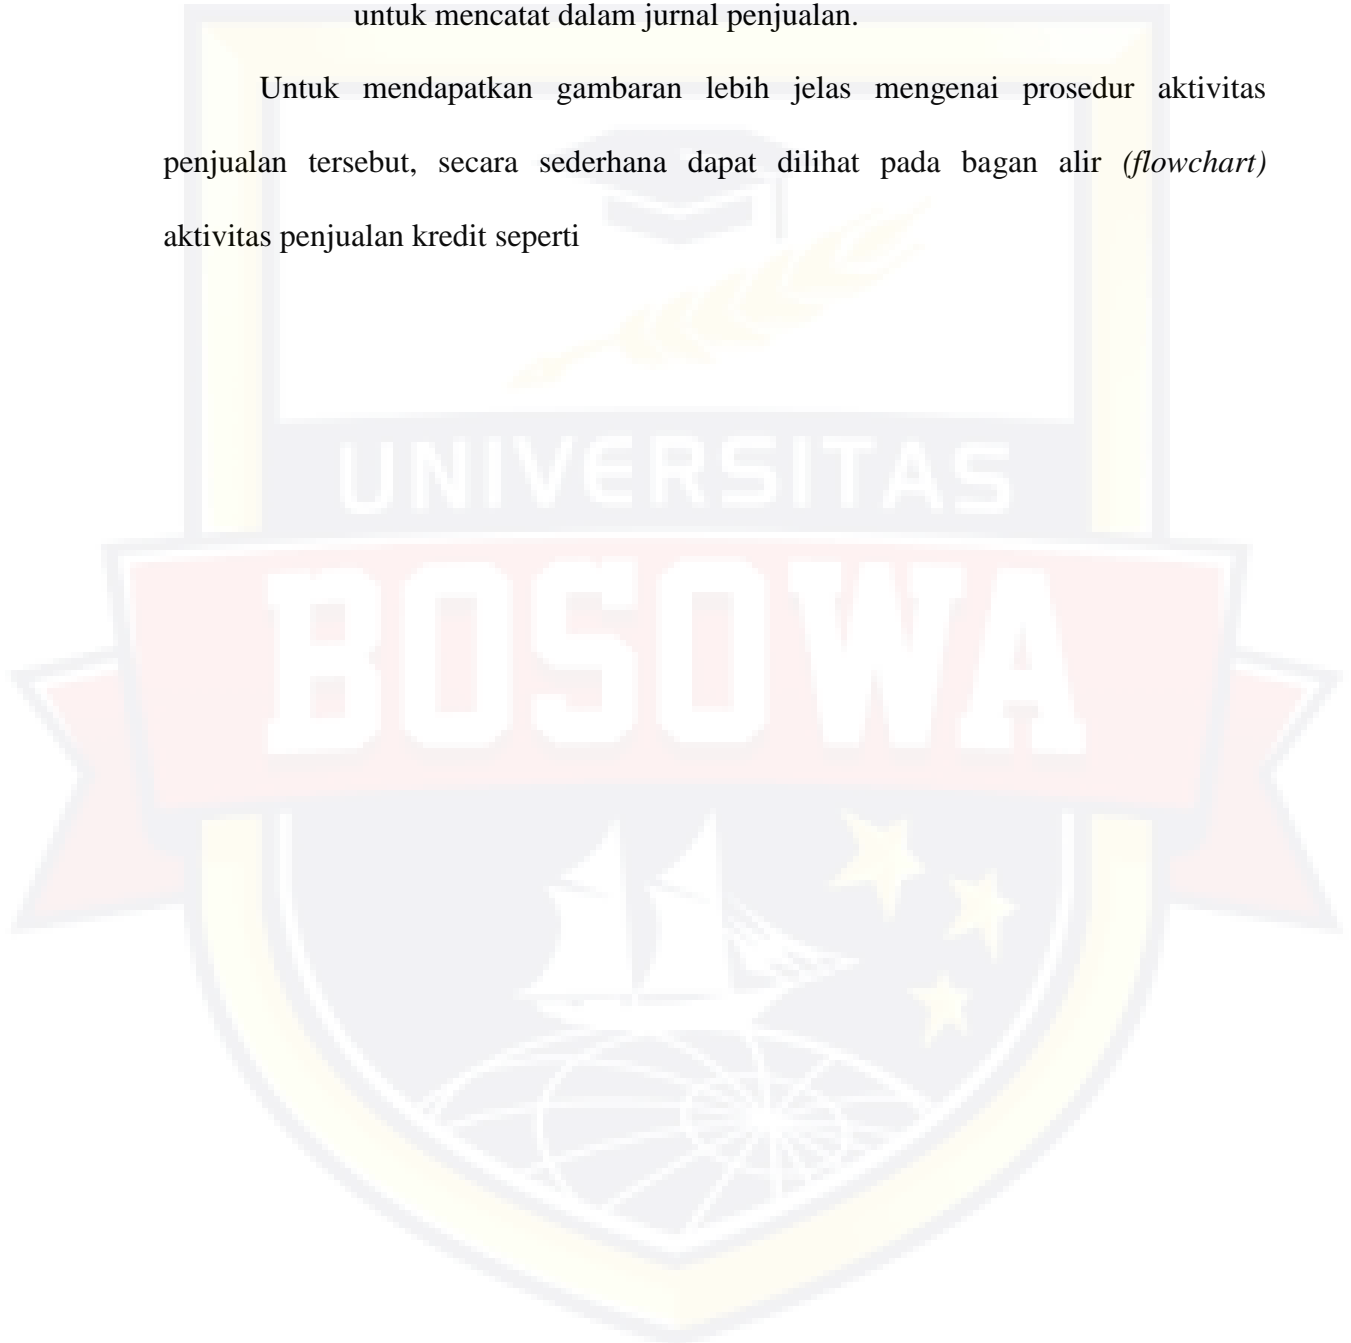 untuk mencatat dalam jurnal penjualan.
Untuk mendapatkan gambaran lebih jelas mengenai prosedur aktivitas
penjualan tersebut, secara sederhana dapat dilihat pada bagan alir (flowchart)
aktivitas penjualan kredit seperti
UNIVERSITAS
BOSOWA